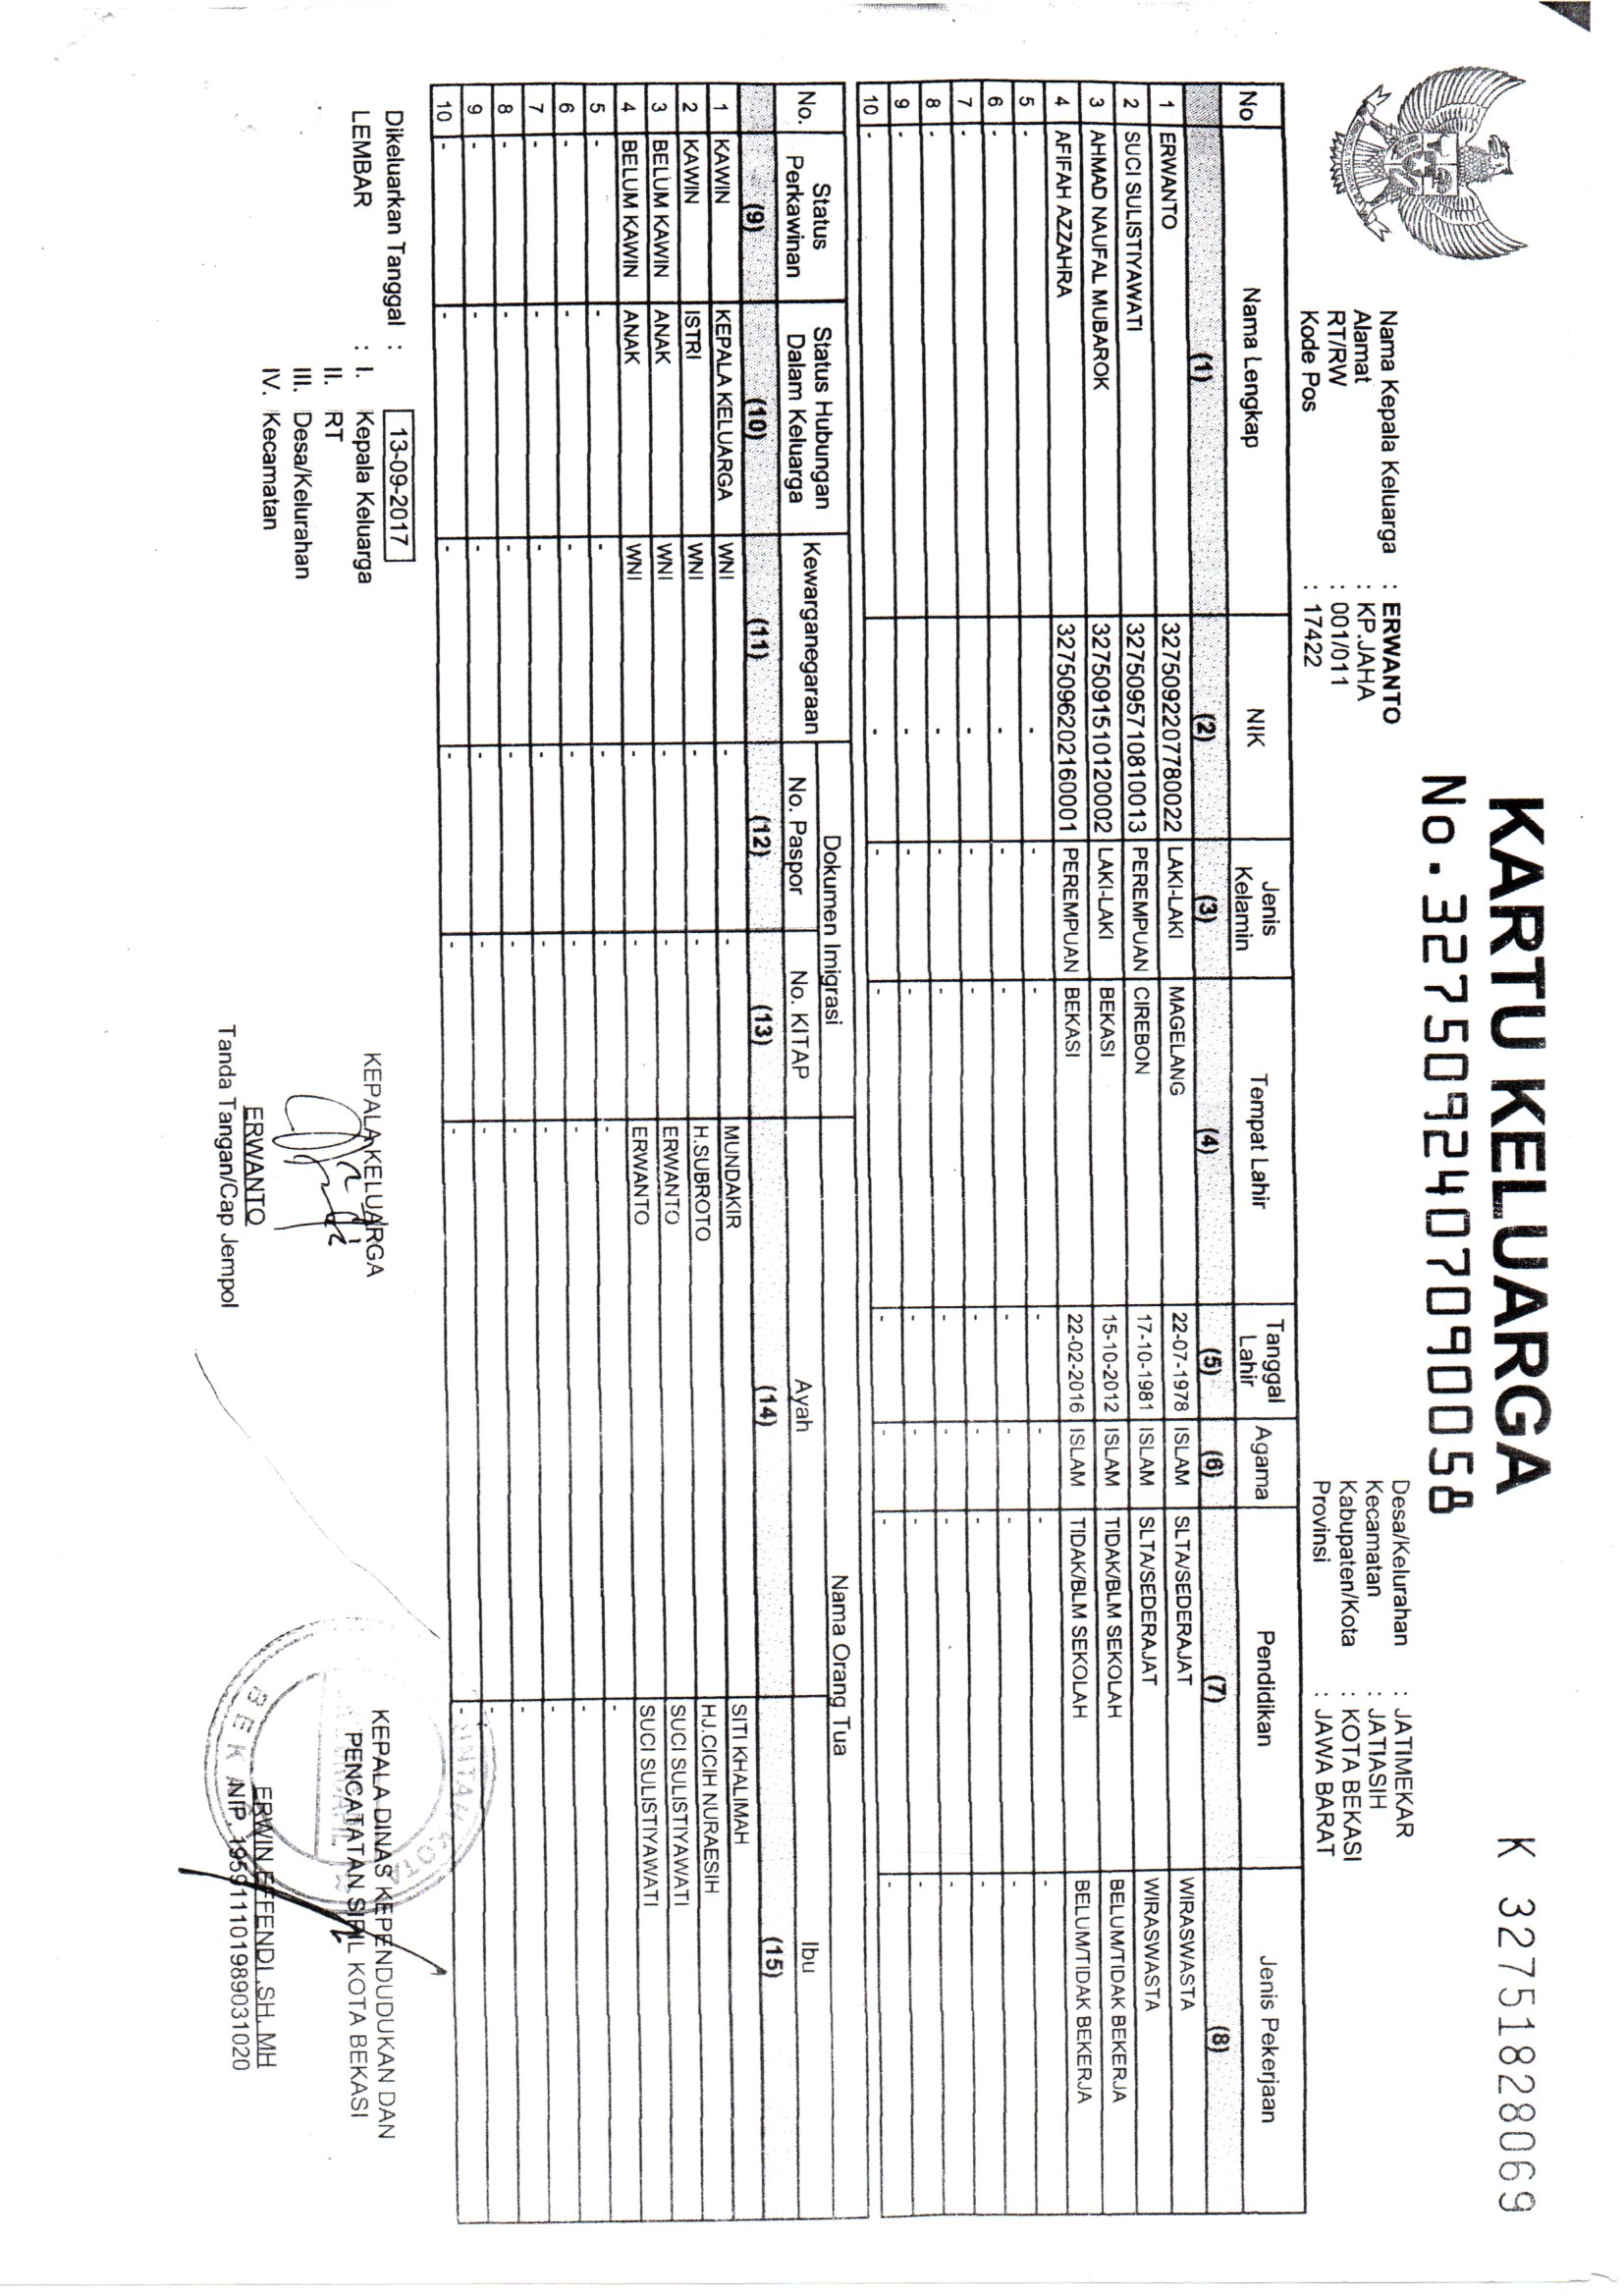 KARTU KELUARGA
No. 3275092407090058
K 32751828069
Nama Kepala Keluarga : ERWANTO
Alamat : KP.JAHA
RT/RW : 001/011
Kode Pos : 17422
Desa/Kelurahan : JATIMEKAR
Kecamatan : JATIASIH
Kabupaten/Kota : KOTA BEKASI
Provinsi : JAWA BARAT
No Nama Lengkap NIK Jenis Kelamin Tempat Lahir Tanggal Lahir Agama Pendidikan Jenis Pekerjaan
(1) (2) (3) (4) (5) (6) (7) (8)
1 ERWANTO 3275092207780022 LAKI-LAKI MAGELANG 22-07-1978 ISLAM SLTA/SEDERAJAT WIRASWASTA
2 SUCI SULISTIYAWATI 3275095710810013 PEREMPUAN CIREBON 17-10-1981 ISLAM SLTA/SEDERAJAT WIRASWASTA
3 AHMAD NAUFAL MUBAROK 3275091510120002 LAKI-LAKI BEKASI 15-10-2012 ISLAM TIDAK/BLM SEKOLAH BELUM/TIDAK BEKERJA
4 AFIFAH AZZAHRA 3275096202160001 PEREMPUAN BEKASI 22-02-2016 ISLAM TIDAK/BLM SEKOLAH BELUM/TIDAK BEKERJA
5 - - - - - - - -
6 - - - - - - - -
7 - - - - - - - -
8 - - - - - - - -
9 - - - - - - - -
10 - - - - - - - -
No. Status Perkawinan Status Hubungan Dalam Keluarga Kewarganegaraan Dokumen Imigrasi Nama Orang Tua
No. Paspor No. KITAP Ayah Ibu
(9) (10) (11) (12) (13) (14) (15)
1 KAWIN KEPALA KELUARGA WNI - - MUNDAKIR SITI KHALIMAH
2 KAWIN ISTRI WNI - - H.SUBROTO HJ.CICIH NURAESIH
3 BELUM KAWIN ANAK WNI - - ERWANTO SUCI SULISTIYAWATI
4 BELUM KAWIN ANAK WNI - - ERWANTO SUCI SULISTIYAWATI
5 - - - - - - -
6 - - - - - - -
7 - - - - - - -
8 - - - - - - -
9 - - - - - - -
10 - - - - - - -
Dikeluarkan Tanggal : 13-09-2017
LEMBAR : I. Kepala Keluarga
II. RT
III. Desa/Kelurahan
IV. Kecamatan
KEPALA KELUARGA
ERWANTO
Tanda Tangan/Cap Jempol
KEPALA DINAS KEPENDUDUKAN DAN
PENCATATAN SIPIL KOTA BEKASI
ERWIN EFFENDI ,SH, MH
NIP. 195911101989031020
KOTA
BEKASI